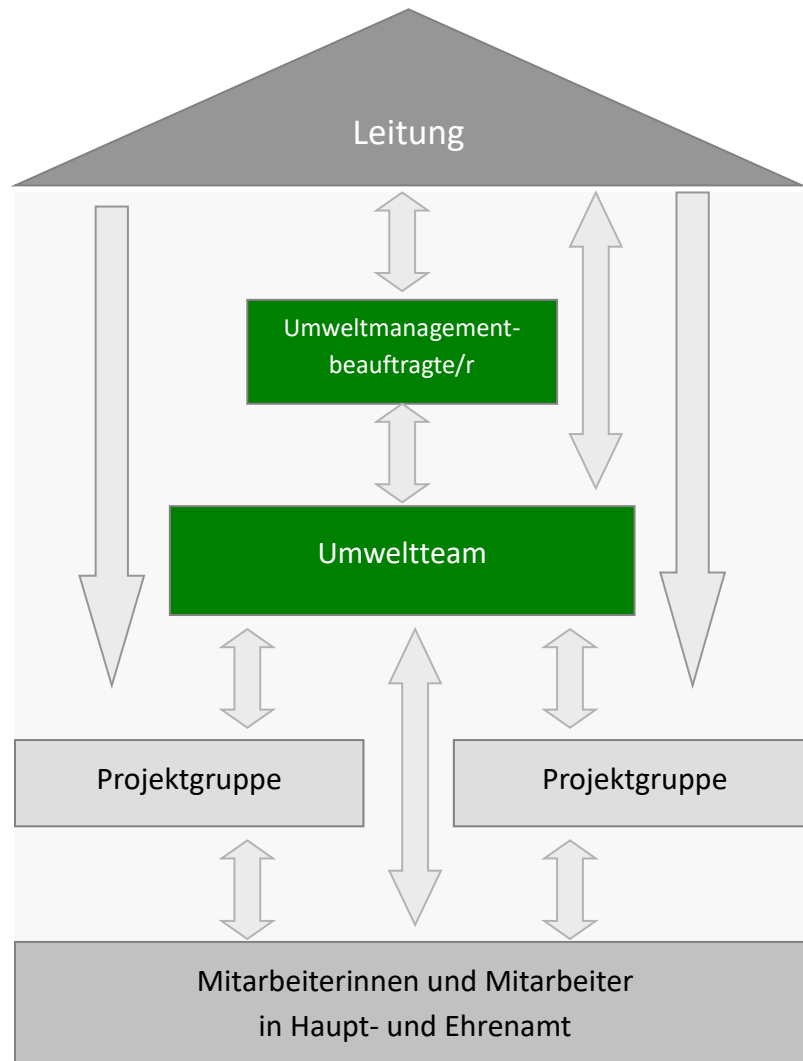 Leitung
Umweltmanagement-
beauftragte/r
Umweltteam
Projektgruppe
Projektgruppe
Mitarbeiterinnen und Mitarbeiter
in Haupt- und Ehrenamt